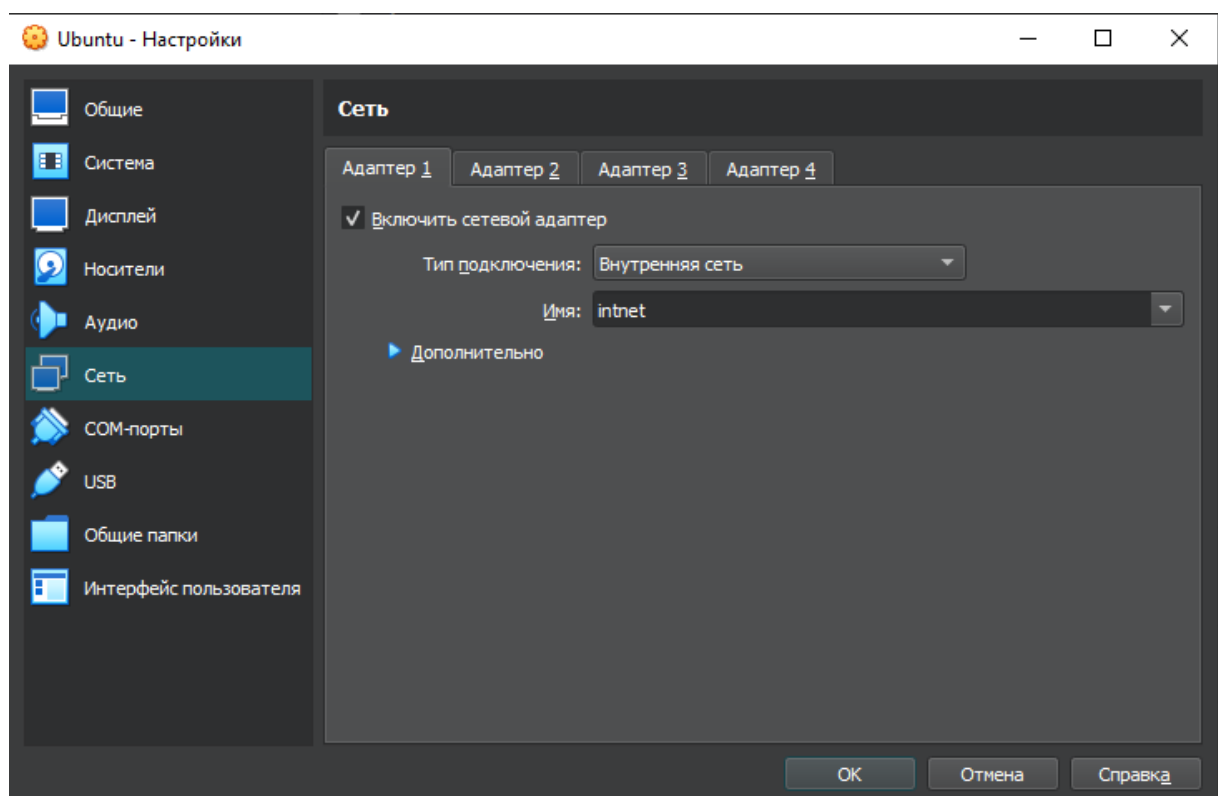 Ubuntu - Настройки
Общие
Система
Дисплей
Носители
Аудио
Сеть
COM-порты
USB
Общие папки
Интерфейс пользователя
Сеть
Адаптер 1 Адаптер 2 Адаптер 3 Адаптер 4
Включить сетевой адаптер
Тип подключения: Внутренняя сеть
Имя: intnet
Дополнительно
OK Отмена Справка